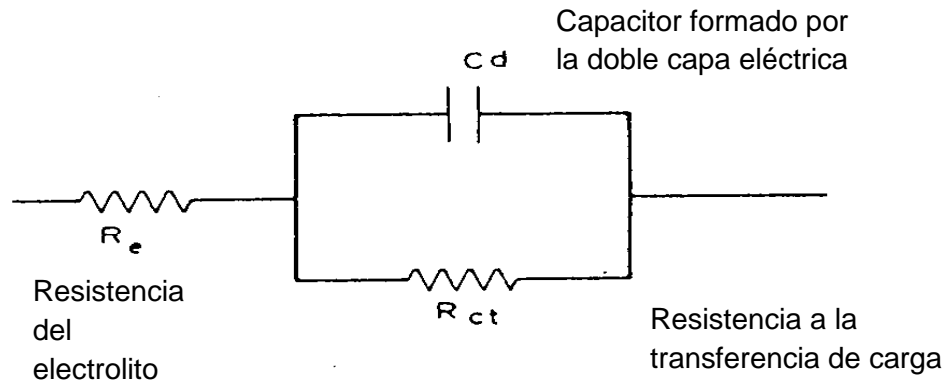 Capacitor formado por
la doble capa eléctrica
Cd
Re
Resistencia
del
electrolito
Rct
Resistencia a la
transferencia de carga